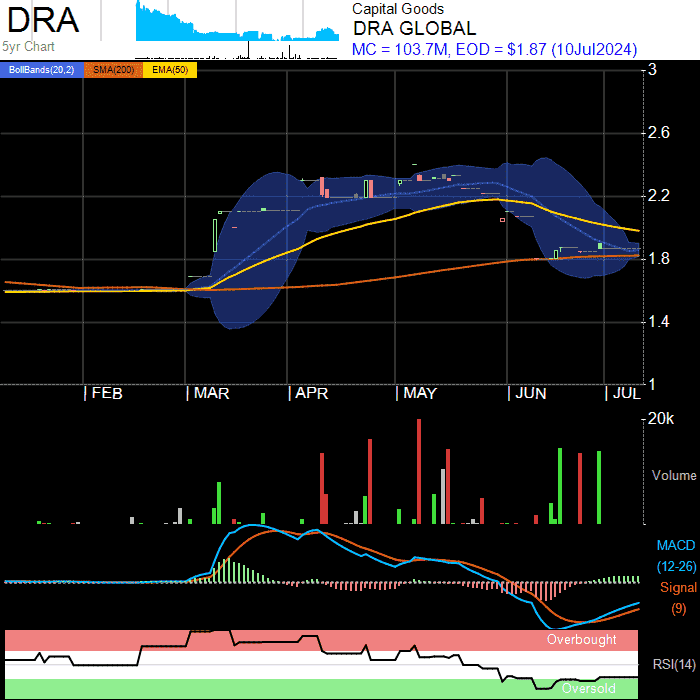 DRA
5yr Chart
Capital Goods
DRA GLOBAL
MC = 103.7M, EOD = $1.87 (10Jul2024)
BollBands(20,2) SMA(200) EMA(50)
3
2.6
2.2
1.8
1.4
1
FEB MAR APR MAY JUN JUL
20k
Volume
MACD
(12-26)
Signal
(9)
Overbought
RSI(14)
Oversold